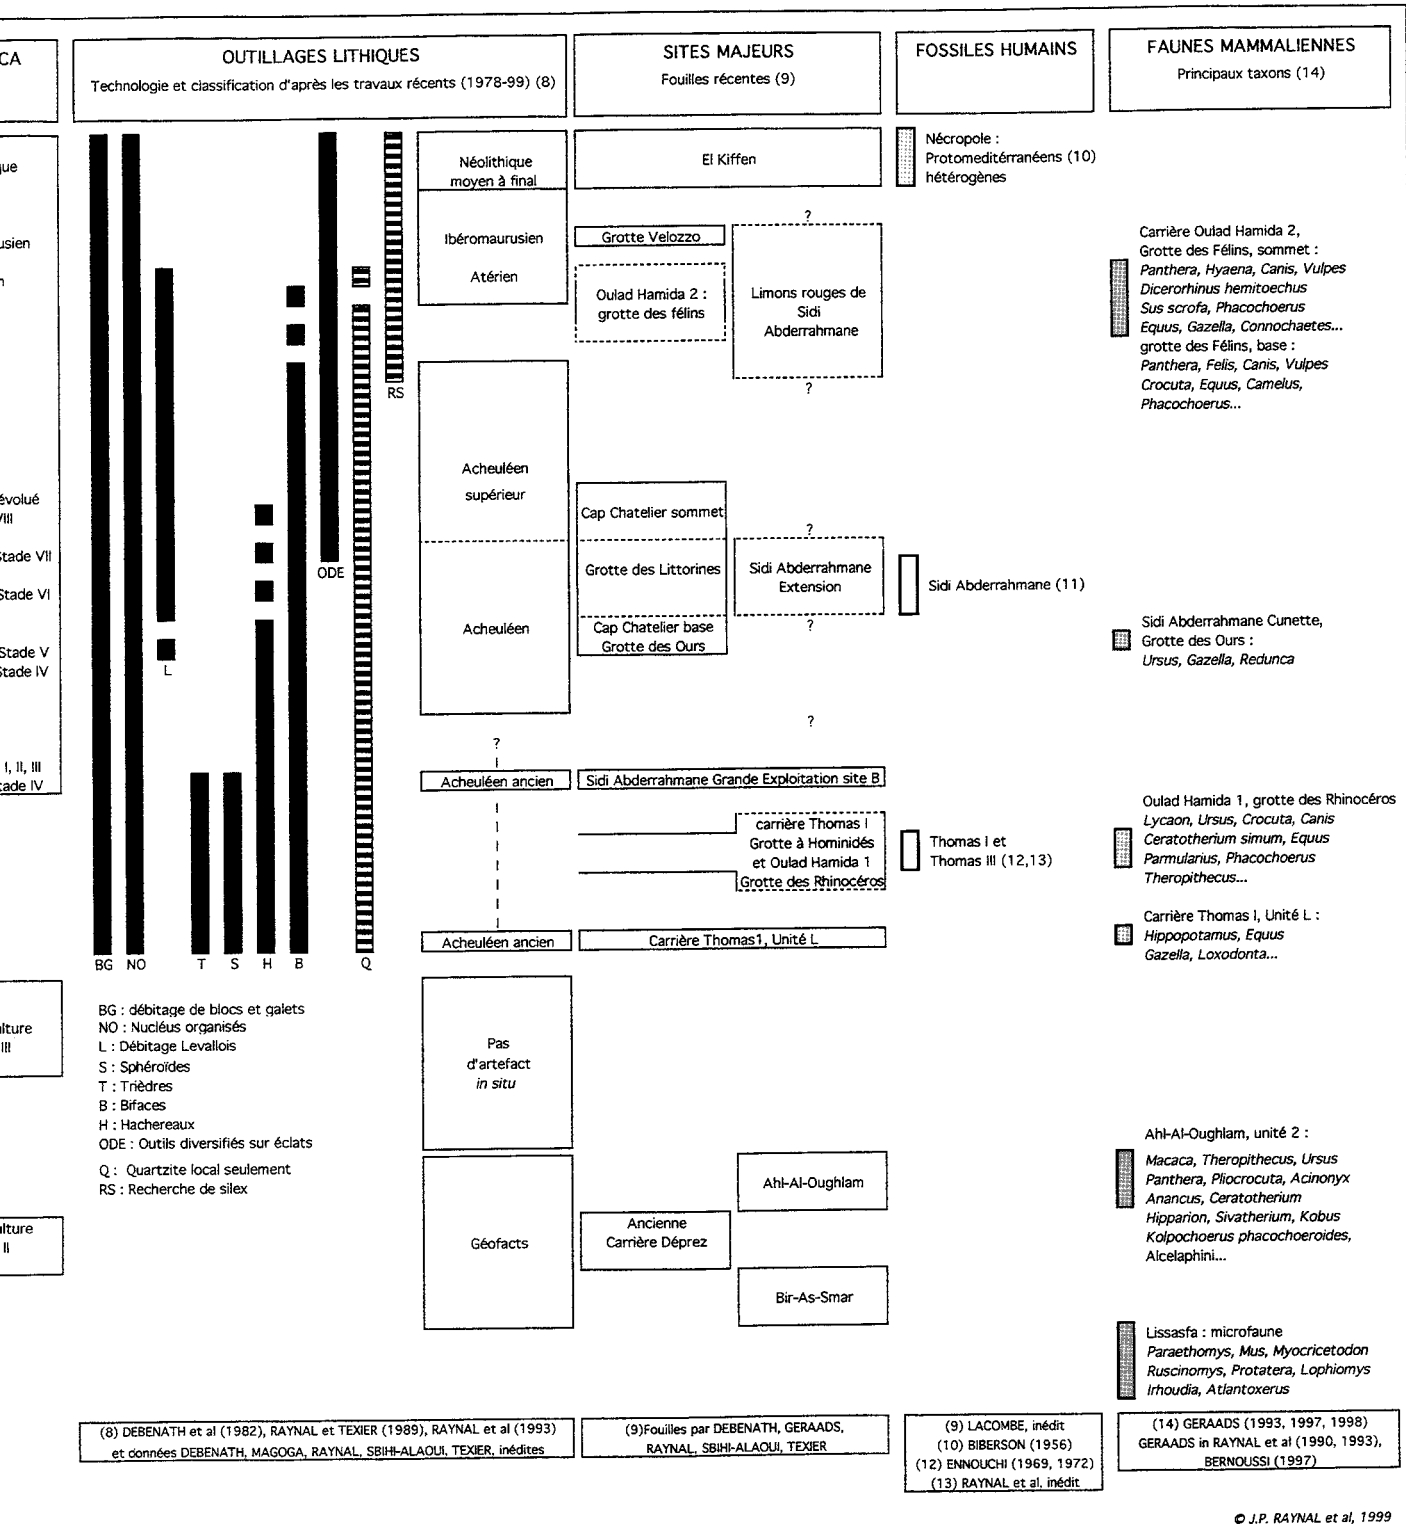 CA
OUTILLAGES LITHIQUES
Technologie et classification d'après les travaux récents (1978-99) (8)
SITES MAJEURS
Fouilles récentes (9)
FOSSILES HUMAINS
FAUNES MAMMALIENNES
Principaux taxons (14)
que
usien
n
évolué
VIII
Stade VII
Stade VI
Stade V
Stade IV
I, II, III
tade IV
ulture
III
ulture
II
RS
ODE
L
BG NO T S H B Q
BG : débitage de blocs et galets
NO : Nucléus organisés
L : Débitage Levallois
S : Sphéroïdes
T : Trièdres
B : Bifaces
H : Hachereaux
ODE : Outils diversifiés sur éclats
Q : Quartzite local seulement
RS : Recherche de silex
Néolithique
moyen à final
Ibéromaurusien
Atérien
Acheuléen
supérieur
Acheuléen
?
Acheuléen ancien
Acheuléen ancien
Pas
d'artefact
in situ
Géofacts
El Kiffen
Grotte Velozzo
Oulad Hamida 2 :
grotte des félins
?
Limons rouges de
Sidi
Abderrahmane
?
Cap Chatelier sommet
Grotte des Littorines
Cap Chatelier base
Grotte des Ours
?
Sidi Abderrahmane
Extension
?
?
Sidi Abderrahmane Grande Exploitation site B
carrière Thomas I
Grotte à Hominidés
et Oulad Hamida 1
Grotte des Rhinocéros
Carrière Thomas1, Unité L
Ahl-Al-Oughlam
Ancienne
Carrière Déprez
Bir-As-Smar
Nécropole :
Protomeditérranéens (10)
hétérogènes
Sidi Abderrahmane (11)
Thomas I et
Thomas III (12,13)
Carrière Oulad Hamida 2,
Grotte des Félins, sommet :
Panthera, Hyaena, Canis, Vulpes
Dicerorhinus hemitoechus
Sus scrofa, Phacochoerus
Equus, Gazella, Connochaetes...
grotte des Félins, base :
Panthera, Felis, Canis, Vulpes
Crocuta, Equus, Camelus,
Phacochoerus...
Sidi Abderrahmane Cunette,
Grotte des Ours :
Ursus, Gazella, Redunca
Oulad Hamida 1, grotte des Rhinocéros
Lycaon, Ursus, Crocuta, Canis
Ceratotherium simum, Equus
Parmularius, Phacochoerus
Theropithecus...
Carrière Thomas I, Unité L :
Hippopotamus, Equus
Gazella, Loxodonta...
Ahl-Al-Oughlam, unité 2 :
Macaca, Theropithecus, Ursus
Panthera, Pliocrocuta, Acinonyx
Anancus, Ceratotherium
Hipparion, Sivatherium, Kobus
Kolpochoerus phacochoeroides,
Alcelaphini...
Lissasfa : microfaune
Paraethomys, Mus, Myocricetodon
Ruscinomys, Protatera, Lophiomys
Irhoudia, Atlantoxerus
(8) DEBENATH et al (1982), RAYNAL et TEXIER (1989), RAYNAL et al (1993)
et données DEBENATH, MAGOGA, RAYNAL, SBIHI-ALAOUI, TEXIER, inédites
(9)Fouilles par DEBENATH, GERAADS,
RAYNAL, SBIHI-ALAOUI, TEXIER
(9) LACOMBE, inédit
(10) BIBERSON (1956)
(12) ENNOUCHI (1969, 1972)
(13) RAYNAL et al, inédit
(14) GERAADS (1993, 1997, 1998)
GERAADS in RAYNAL et al (1990, 1993),
BERNOUSSI (1997)
© J.P. RAYNAL et al, 1999